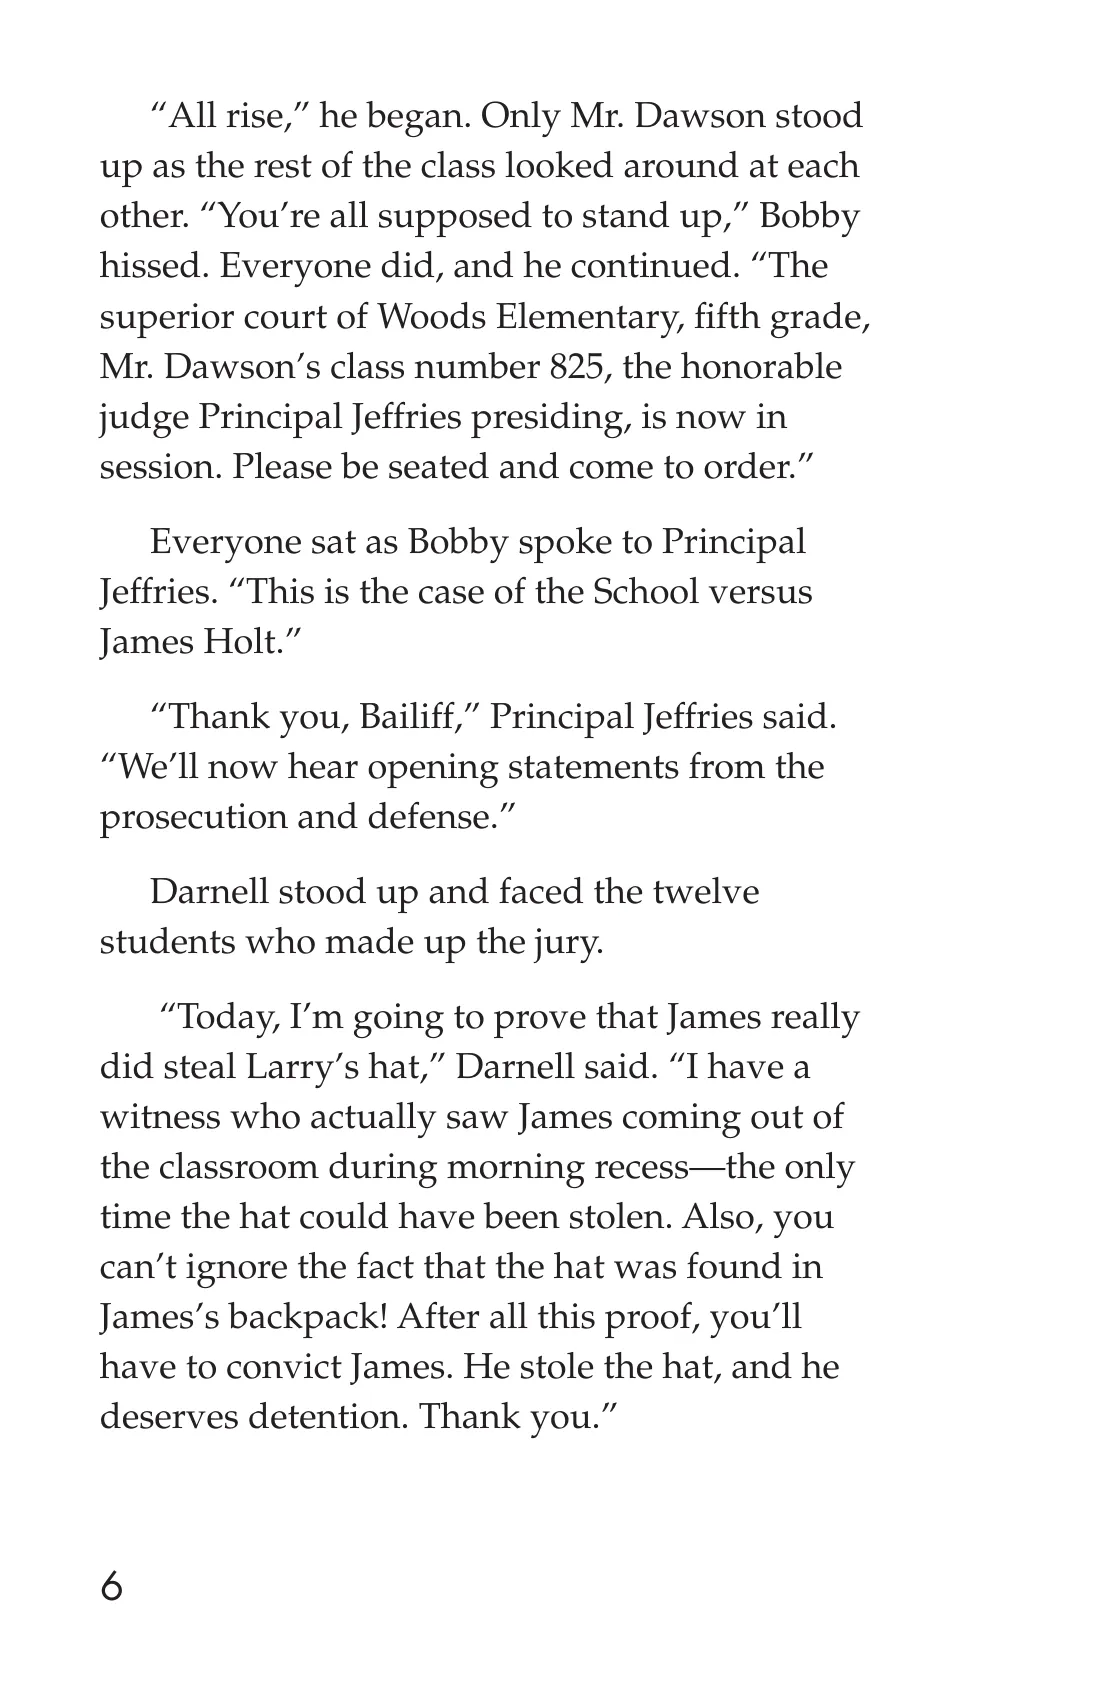 “All rise,” he began. Only Mr. Dawson stood
up as the rest of the class looked around at each
other. “You’re all supposed to stand up,” Bobby
hissed. Everyone did, and he continued. “The
superior court of Woods Elementary, fifth grade,
Mr. Dawson’s class number 825, the honorable
judge Principal Jeffries presiding, is now in
session. Please be seated and come to order.”
Everyone sat as Bobby spoke to Principal
Jeffries. “This is the case of the School versus
James Holt.”
“Thank you, Bailiff,” Principal Jeffries said.
“We’ll now hear opening statements from the
prosecution and defense.”
Darnell stood up and faced the twelve
students who made up the jury.
“Today, I’m going to prove that James really
did steal Larry’s hat,” Darnell said. “I have a
witness who actually saw James coming out of
the classroom during morning recess—the only
time the hat could have been stolen. Also, you
can’t ignore the fact that the hat was found in
James’s backpack! After all this proof, you’ll
have to convict James. He stole the hat, and he
deserves detention. Thank you.”
6